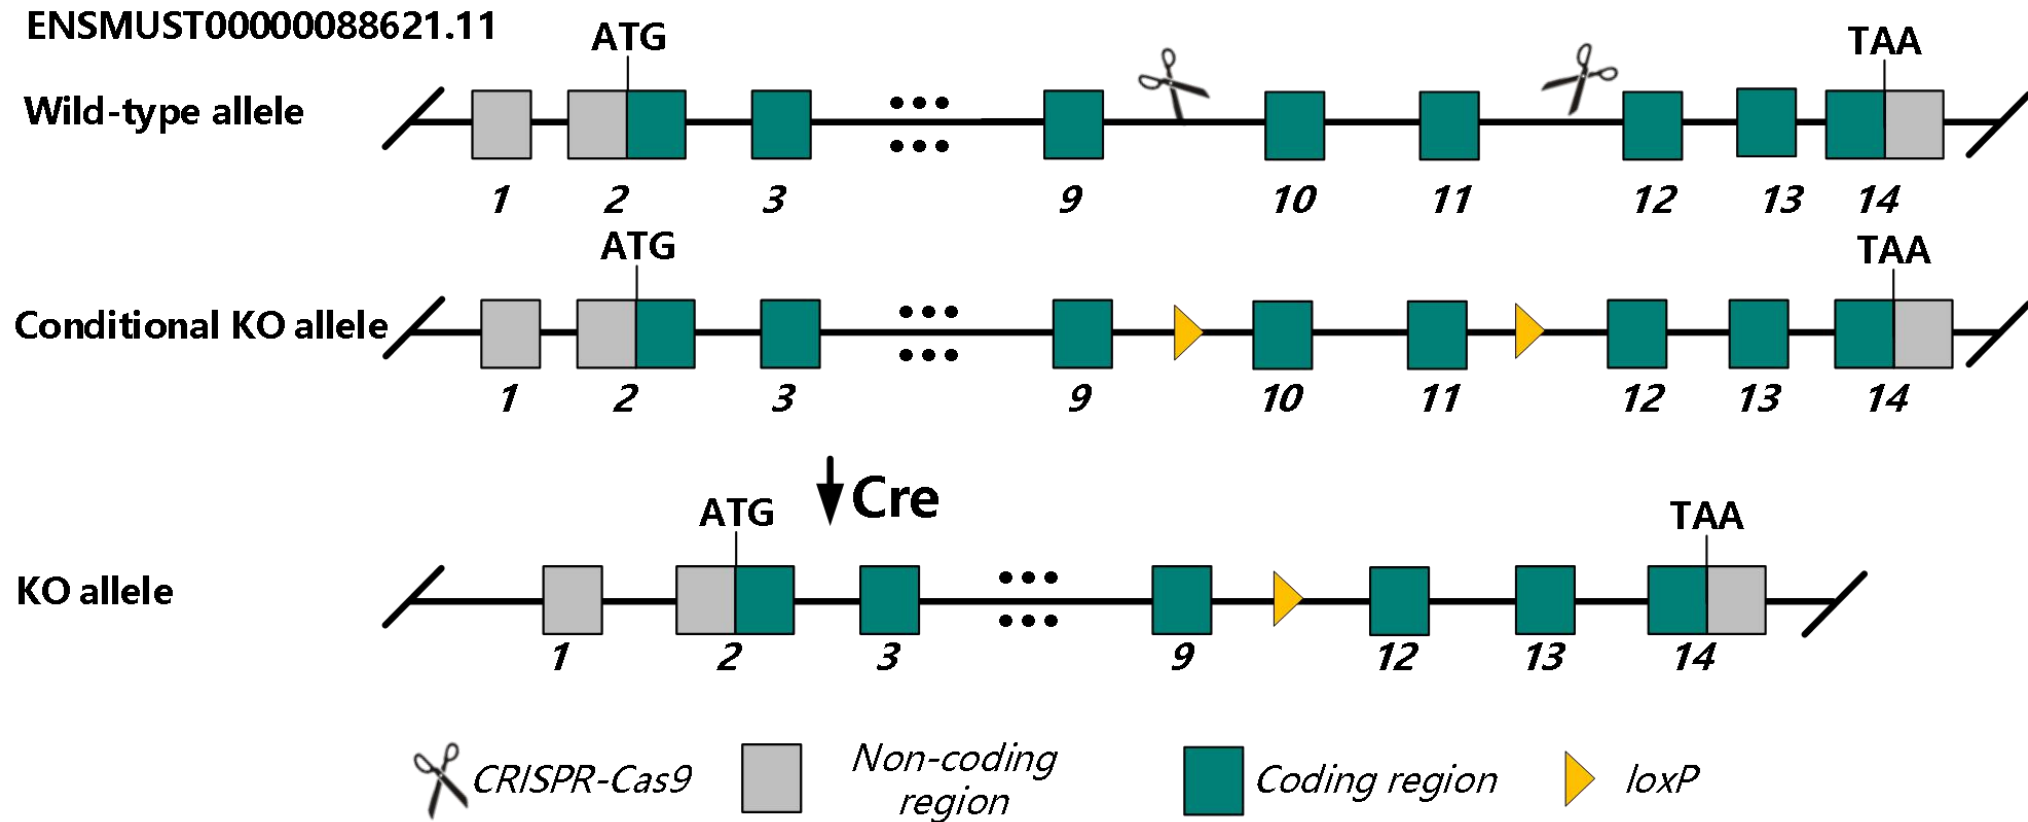 ENSMUST00000088621.11
ATG TAA
Wild-type allele
1 2 3 9 10 11 12 13 14
ATG TAA
Conditional KO allele
1 2 3 9 10 11 12 13 14
Cre
ATG TAA
KO allele
1 2 3 9 12 13 14
CRISPR-Cas9 Non-coding region Coding region loxP